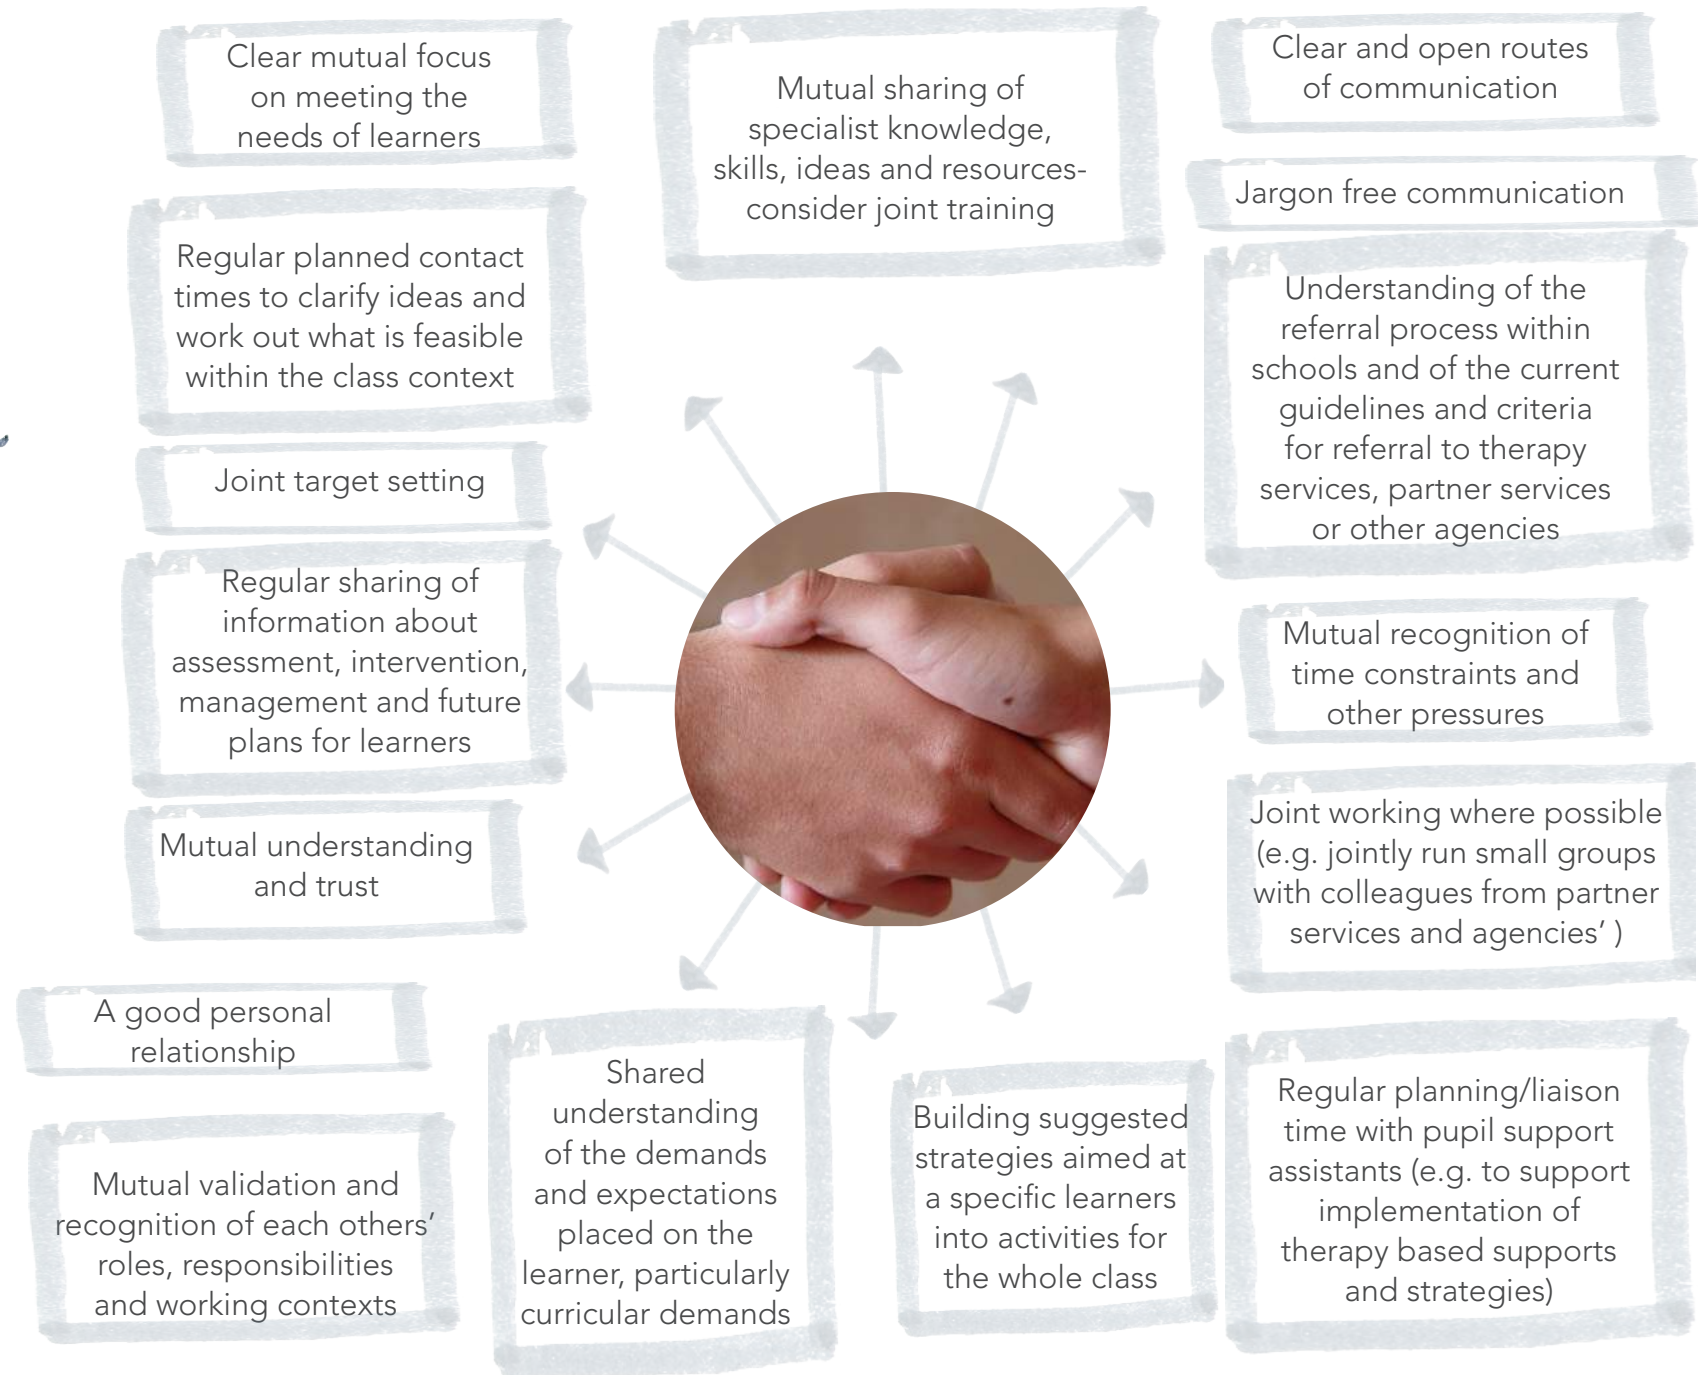 Clear mutual focus
on meeting the
needs of learners
Mutual sharing of
specialist knowledge,
skills, ideas and resources-
consider joint training
Clear and open routes
of communication
Jargon free communication
Regular planned contact
times to clarify ideas and
work out what is feasible
within the class context
Understanding of the
referral process within
schools and of the current
guidelines and criteria
for referral to therapy
services, partner services
or other agencies
Joint target setting
Regular sharing of
information about
assessment, intervention,
management and future
plans for learners
Mutual recognition of
time constraints and
other pressures
Mutual understanding
and trust
Joint working where possible
(e.g. jointly run small groups
with colleagues from partner
services and agencies’ )
A good personal
relationship
Mutual validation and
recognition of each others’
roles, responsibilities
and working contexts
Shared
understanding
of the demands
and expectations
placed on the
learner, particularly
curricular demands
Building suggested
strategies aimed at
a specific learners
into activities for
the whole class
Regular planning/liaison
time with pupil support
assistants (e.g. to support
implementation of
therapy based supports
and strategies)